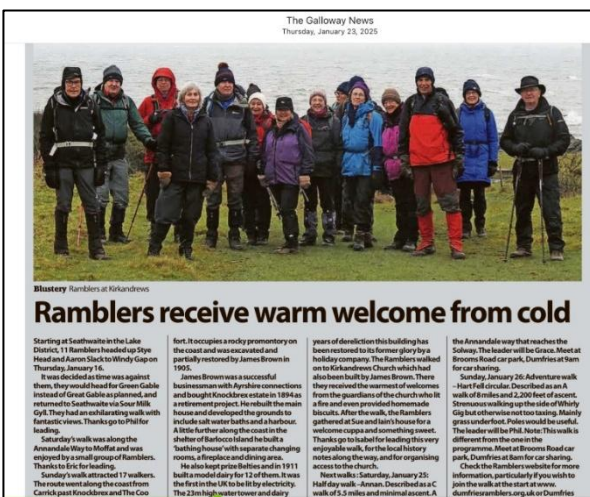 The Galloway News
Thursday, January 23, 2025
Blustery Ramblers at Kirkandrews
Ramblers receive warm welcome from cold
Starting at Seathwaite in the Lake
District, 11 Ramblers headed up Stye
Head and Aaron Slack to Windy Gap on
Thursday, January 16.
It was decided as time was against
them, they would head for Green Gable
instead of Great Gable as planned, and
returned to Seathwaite via Sour Milk
Gyll. They had an exhilarating walk with
fantastic views. Thanks go to Phil for
leading.
Saturday's walk was along the
Annandale Way to Moffat and was
enjoyed by a small group of Ramblers.
Thanks to Eric for leading.
Sunday's walk attracted 17 walkers.
The route went along the coast from
Carrick past Knockbrex and The Coo
fort. It occupies a rocky promontory on
the coast and was excavated and
partially restored by James Brown in
1905.
James Brown was a successful
businessman with Ayrshire connections
and bought Knockbrex estate in 1894 as
a retirement project. He rebuilt the main
house and developed the grounds to
include salt water baths and a harbour.
A little further along the coast in the
shelter of Barlocco Island he built a
'bathing house' with separate changing
rooms, a fireplace and dining area.
He also kept prize Belties and in 1911
built a model dairy for 12 of them. It was
the first in the UK to be lit by electricity.
The 23m high water tower and dairy
years of dereliction this building has
been restored to its former glory by a
holiday company. The Ramblers walked
on to Kirkandrews Church which had
also been built by James Brown. There
they received the warmest of welcomes
from the guardians of the church who lit
a fire and even provided homemade
biscuits. After the walk, the Ramblers
gathered at Sue and Iain's house for a
welcome cuppa and something sweet.
Thanks go to Isabel for leading this very
enjoyable walk, for the local history
notes along the way, and for organising
access to the church.
Next walks: Saturday, January 25:
Half day walk - Annan. Described as a C
walk of 5.5 miles and minimal ascent. A
the Annandale way that reaches the
Solway. The leader will be Grace. Meet at
Brooms Road car park, Dumfries at 9am
for car sharing.
Sunday, January 26: Adventure walk
- Hart Fell circular. Described as an A
walk of 8 miles and 2,200 feet of ascent.
Strenuous walking up the side of Whirly
Gig but otherwise not too taxing. Mainly
grass underfoot. Poles would be useful.
The leader will be Phil. Note: This walk is
different from the one in the
programme. Meet at Brooms Road car
park, Dumfries at 8am for car sharing.
Check the Ramblers website for more
information, particularly if you wish to
join the walk at the start at www.
dumfriesramblers.org.uk or Dumfries